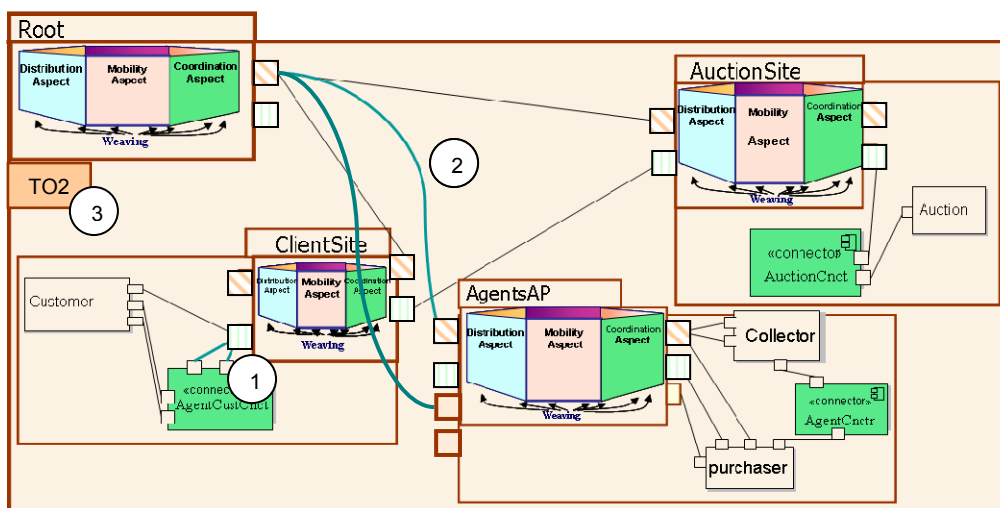 Root
Distribution
Aspect
Mobility
Aspect
Coordination
Aspect
Weaving
AuctionSite
Distribution
Aspect
Mobility
Aspect
Coordination
Aspect
Weaving
2
TO2
3
Auction
ClientSite
«connector»
AuctionCnct
Distribution
Aspect
Mobility
Aspect
Coordination
Aspect
Weaving
Customor
AgentsAP
Distribution
Aspect
Mobility
Aspect
Coordination
Aspect
Weaving
Collector
1
«connec
AgentCustCnct
«connector»
AgentCnctr
purchaser